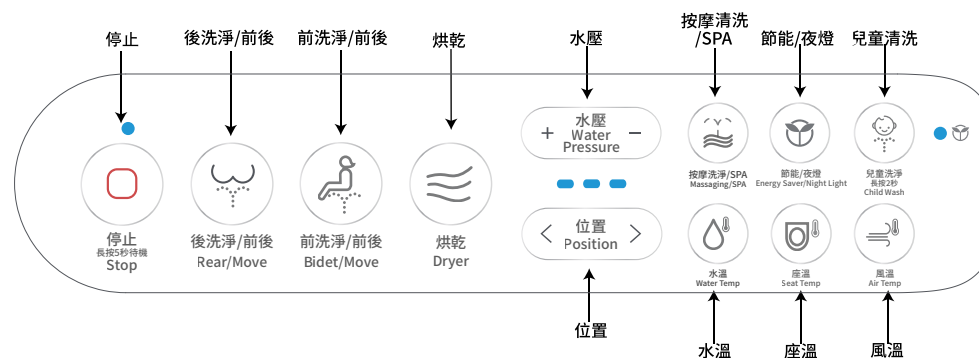 停止
後洗淨/前後
前洗淨/前後
烘乾
水壓
按摩清洗
/SPA
節能/夜燈
兒童清洗
停止
長按5秒待機
Stop
後洗淨/前後
Rear/Move
前洗淨/前後
Bidet/Move
烘乾
Dryer
+ 水壓 −
Water
Pressure
< 位置 >
Position
按摩洗淨/SPA
Massaging/SPA
節能/夜燈
Energy Saver/Night Light
兒童洗淨
長按2秒
Child Wash
水溫
Water Temp
座溫
Seat Temp
風溫
Air Temp
位置
水溫
座溫
風溫